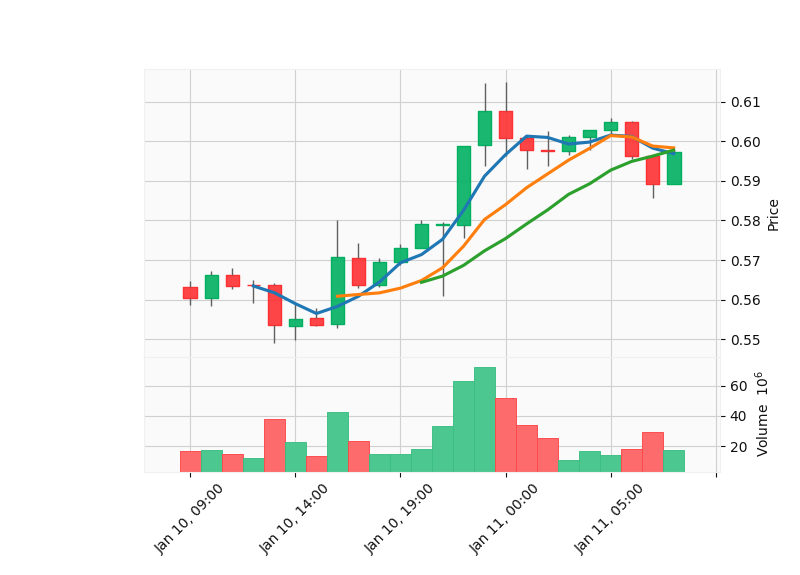 0.61
0.60
0.59
0.58
0.57
0.56
0.55
Price
60
40
20
Volume 10⁶
Jan 10, 09:00
Jan 10, 14:00
Jan 10, 19:00
Jan 11, 00:00
Jan 11, 05:00